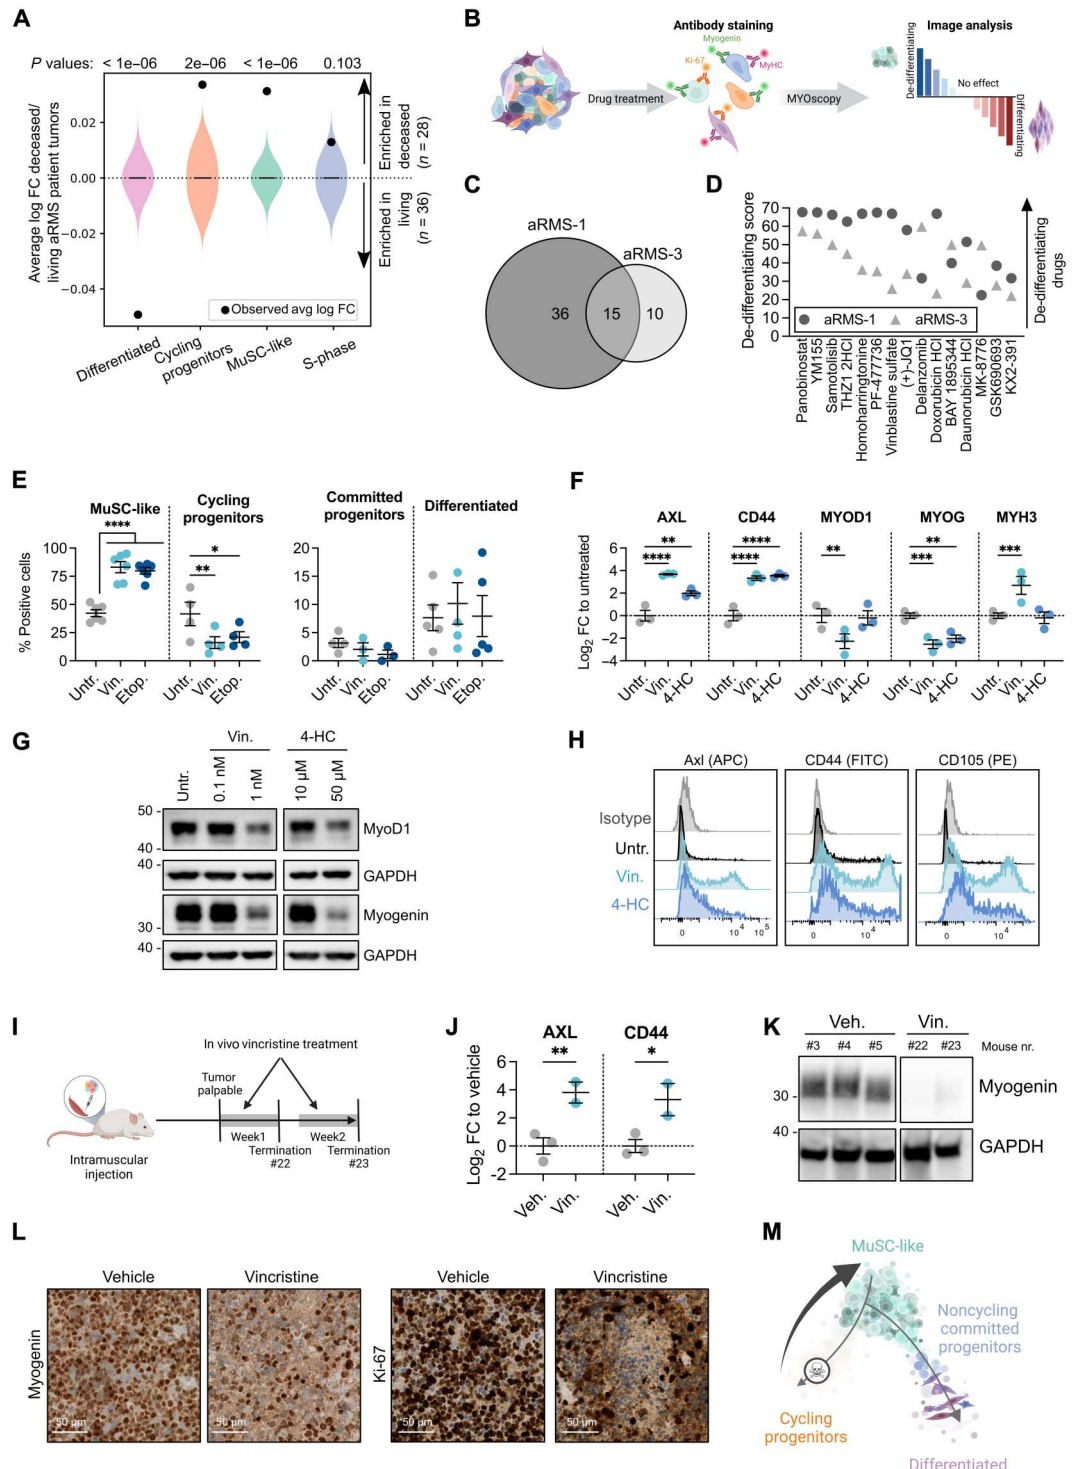 A
P values: < 1e-06 2e-06 < 1e-06 0.103
Average log FC deceased/
living aRMS patient tumors
0.02
0.00
−0.02
−0.04
Enriched in
deceased
(n = 28)
Enriched in
living
(n = 36)
Observed avg log FC
Differentiated
Cycling
progenitors
MuSC-like
S-phase
B
Antibody staining
Image analysis
Myogenin
Ki-67
MyHC
Drug treatment
MYOscopy
De-differentiating
No effect
Differentiating
C
aRMS-1
aRMS-3
36
15
10
D
De-differentiating score
70
60
50
40
30
20
10
0
aRMS-1
aRMS-3
De-differentiating
drugs
Panobinostat
YM155
Samotolisib
THZ1 2HCl
Homoharringtonine
PF-477736
Vinblastine sulfate
(+)-JQ1
Delanzomib
Doxorubicin HCl
BAY 1895344
Daunorubicin HCl
MK-8776
GSK690693
KX2-391
E
MuSC-like
Cycling
progenitors
Committed
progenitors
Differentiated
****
*
**
% Positive cells
100
75
50
25
0
20
15
10
5
0
Untr.
Vin.
Etop.
Untr.
Vin.
Etop.
Untr.
Vin.
Etop.
Untr.
Vin.
Etop.
F
AXL
CD44
MYOD1
MYOG
MYH3
**
****
****
****
**
**
***
***
Log2 FC to untreated
6
4
2
0
−2
−4
Untr.
Vin.
4-HC
Untr.
Vin.
4-HC
Untr.
Vin.
4-HC
Untr.
Vin.
4-HC
Untr.
Vin.
4-HC
G
Vin.
4-HC
Untr.
0.1 nM
1 nM
10 µM
50 µM
50 -
40 -
MyoD1
40 -
GAPDH
30 -
Myogenin
40 -
GAPDH
H
Axl (APC)
CD44 (FITC)
CD105 (PE)
Isotype
Untr.
Vin.
4-HC
0 10^4 10^5
0 10^4
0 10^4
I
In vivo vincristine treatment
Tumor
palpable
Week1
Week2
Termination
#22
Termination
#23
Intramuscular
injection
J
AXL
CD44
**
*
Log2 FC to vehicle
6
4
2
0
-2
Veh.
Vin.
Veh.
Vin.
K
Veh.
Vin.
#3 #4 #5 #22 #23 Mouse nr.
Myogenin
30 -
40 -
GAPDH
L
Vehicle
Vincristine
Vehicle
Vincristine
Myogenin
Ki-67
50 µm
50 µm
50 µm
50 µm
M
MuSC-like
Noncycling
committed
progenitors
Cycling
progenitors
Differentiated